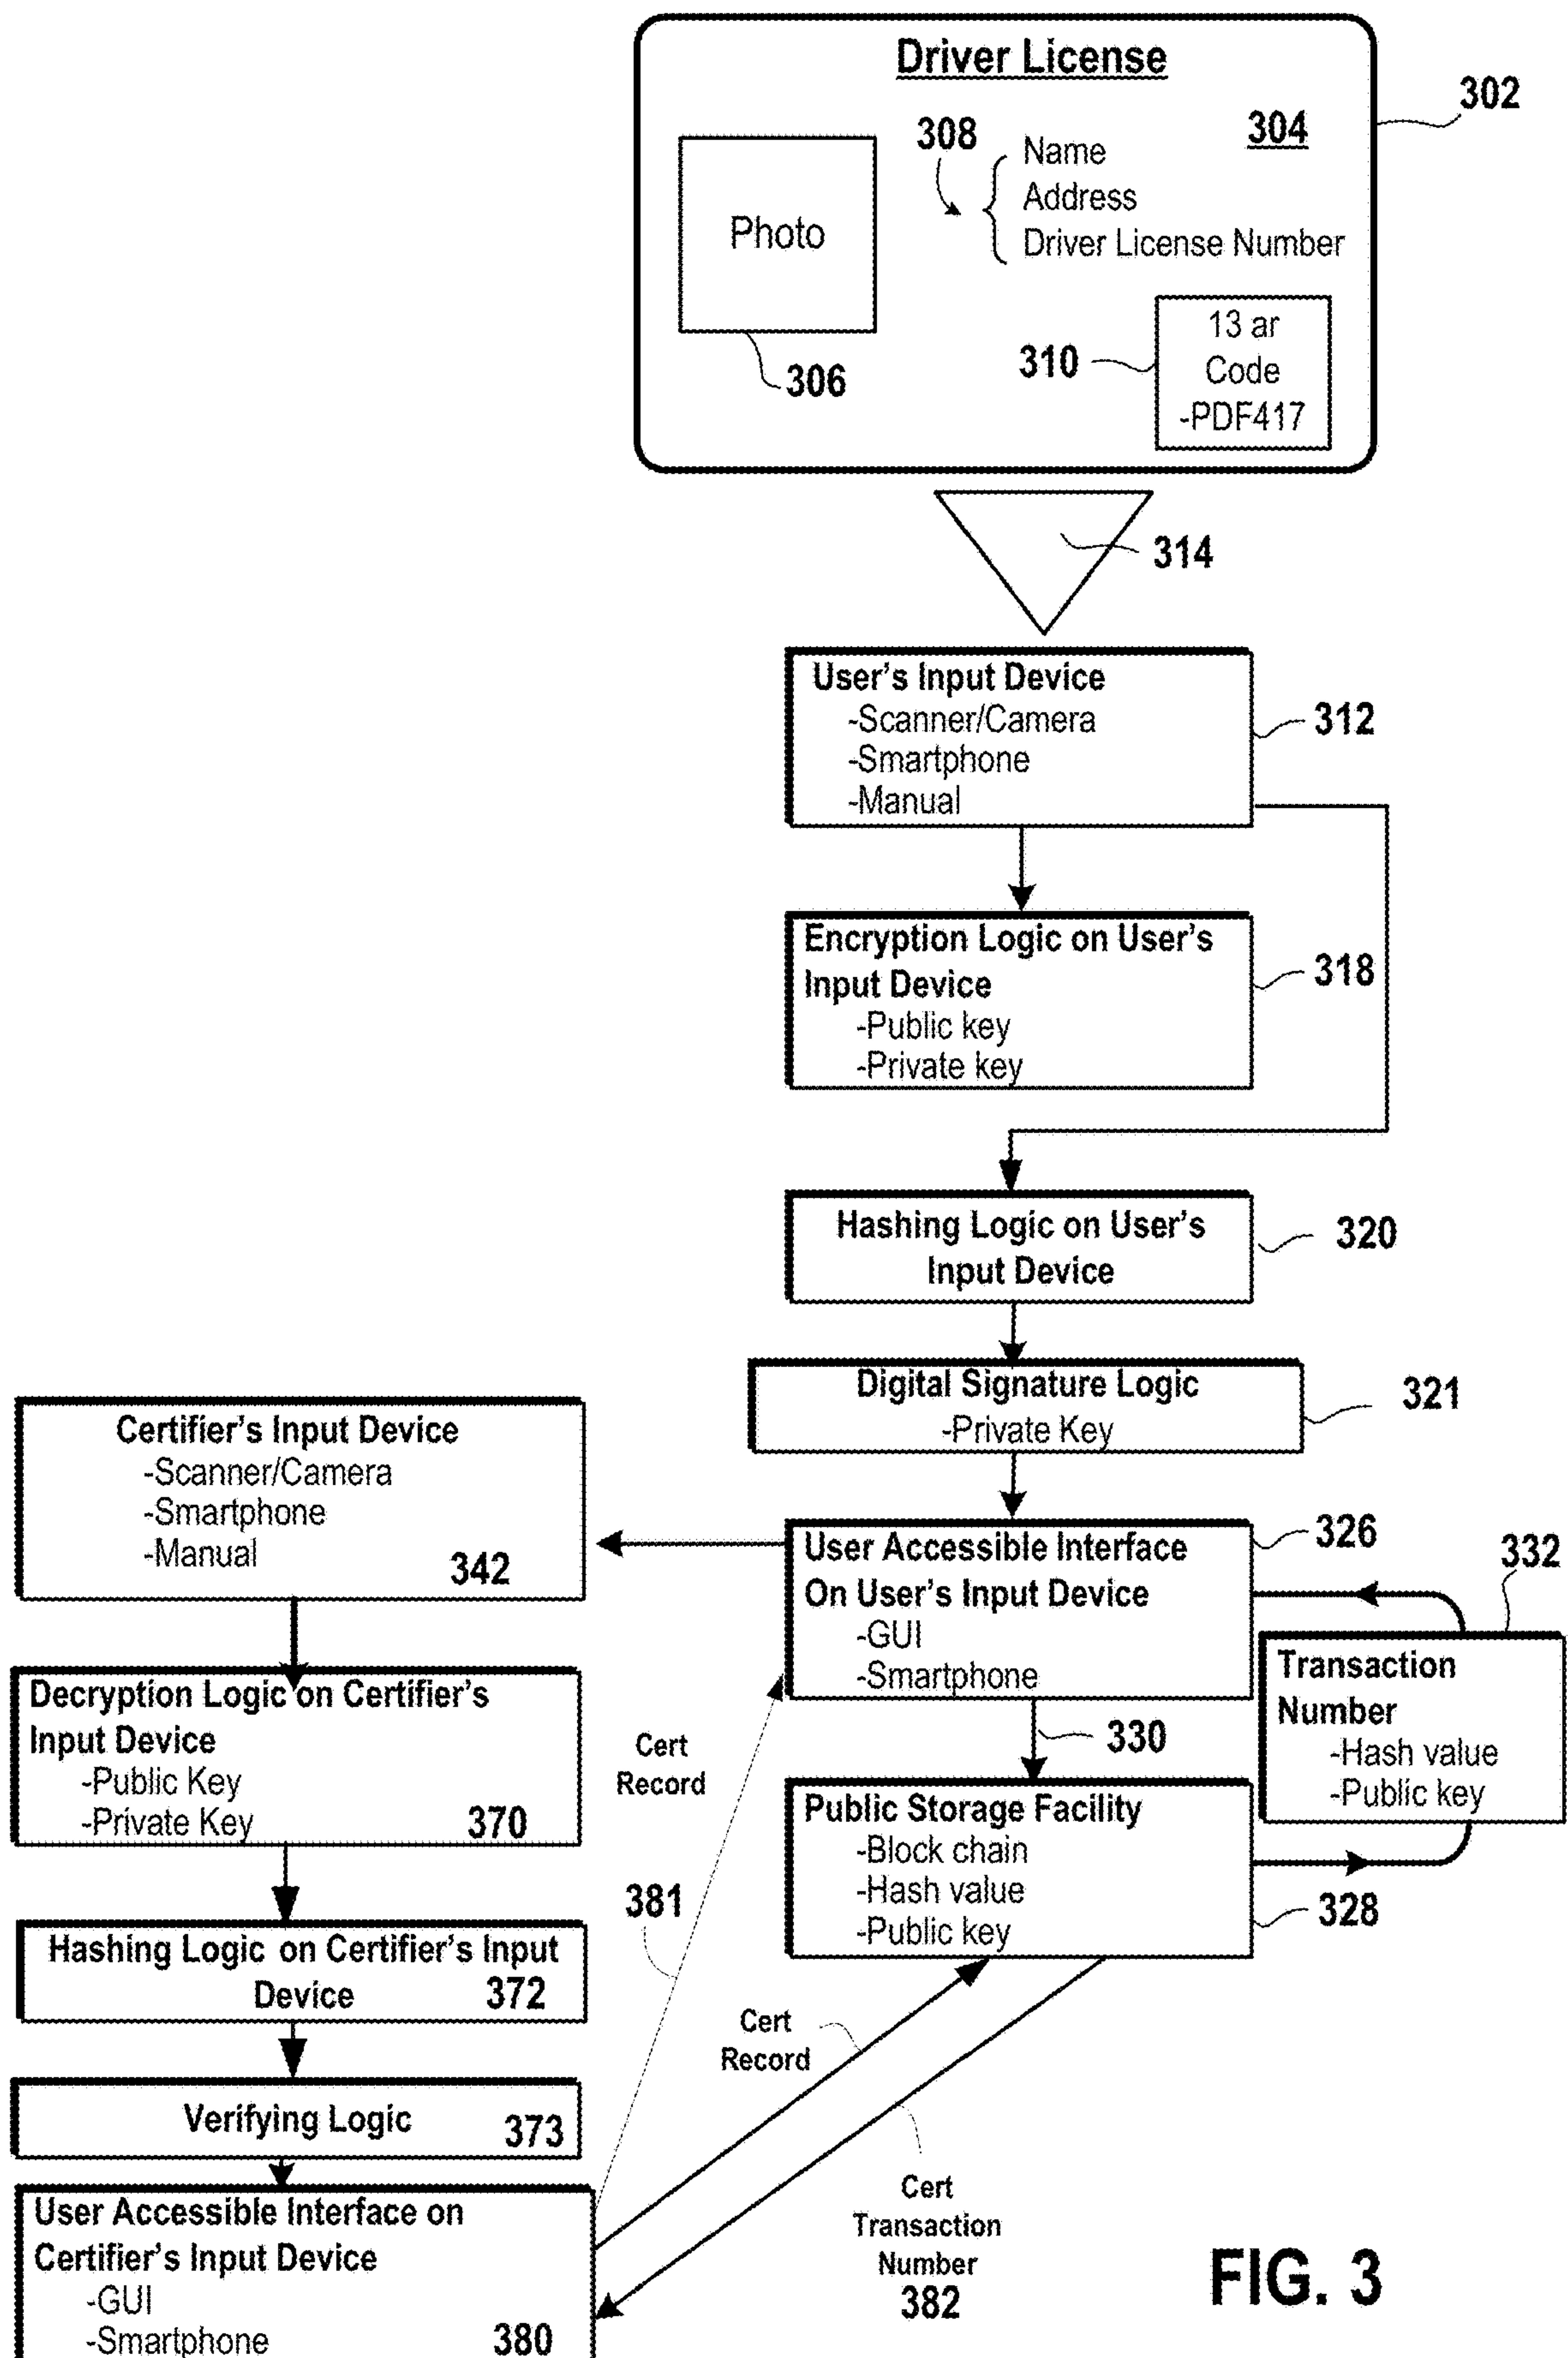 Driver License
302
304
308
Name
Address
Driver License Number
Photo
306
310
13 ar
Code
-PDF417
314
User's Input Device
-Scanner/Camera
-Smartphone
-Manual
312
Encryption Logic on User's
Input Device
-Public key
-Private key
318
Hashing Logic on User's
Input Device
320
Digital Signature Logic
-Private Key
321
Certifier's Input Device
-Scanner/Camera
-Smartphone
-Manual
342
User Accessible Interface
On User's Input Device
-GUI
-Smartphone
326
332
Transaction
Number
-Hash value
-Public key
330
Decryption Logic on Certifier's
Input Device
-Public Key
-Private Key
370
Cert
Record
381
Public Storage Facility
-Block chain
-Hash value
-Public key
328
Hashing Logic on Certifier's Input
Device
372
Cert
Record
Verifying Logic
373
User Accessible Interface on
Certifier's Input Device
-GUI
-Smartphone
380
Cert
Transaction
Number
382
FIG. 3